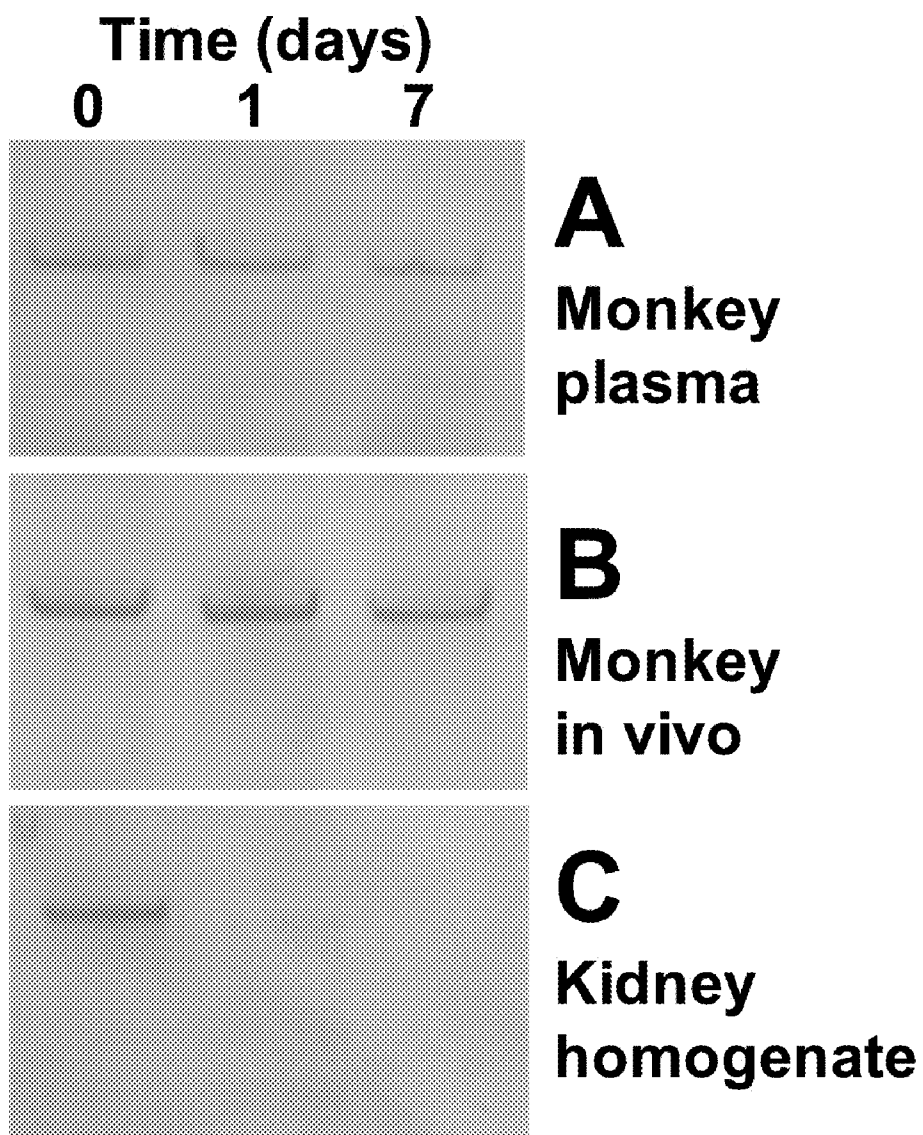 Time (days)
0 1 7
A
Monkey
plasma
B
Monkey
in vivo
C
Kidney
homogenate